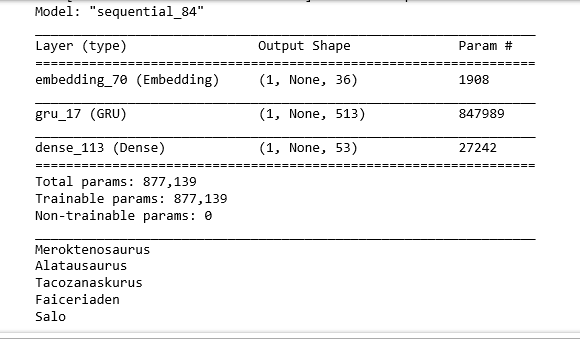 Model: "sequential_84"
Layer (type) Output Shape Param #
embedding_70 (Embedding) (1, None, 36) 1908
gru_17 (GRU) (1, None, 513) 847989
dense_113 (Dense) (1, None, 53) 27242
Total params: 877,139
Trainable params: 877,139
Non-trainable params: 0
Meroktenosaurus
Alatausaurus
Tacozanaskurus
Faiceriaden
Salo